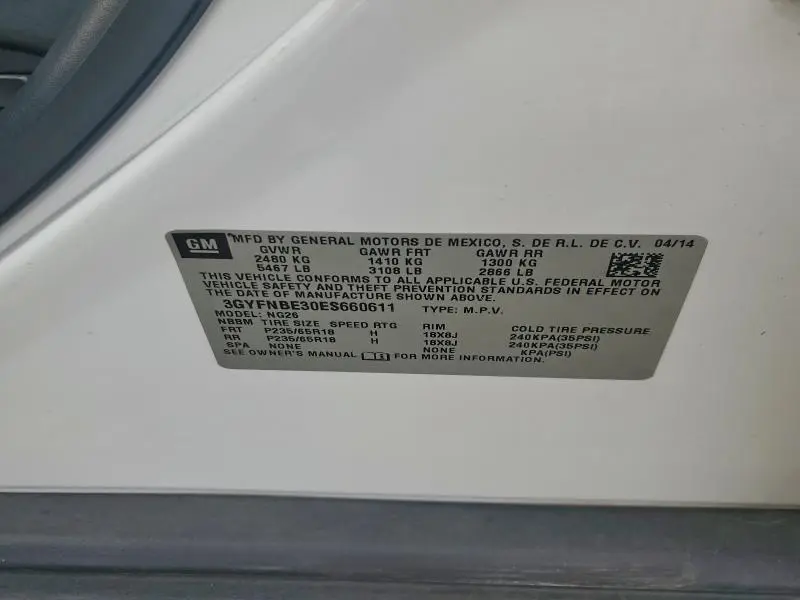 GM MFD BY GENERAL MOTORS DE MEXICO, S. DE R.L. DE C.V. 04/14
GVWR GAWR FRT GAWR RR
2480 KG 1410 KG 1300 KG
5467 LB 3108 LB 2866 LB
THIS VEHICLE CONFORMS TO ALL APPLICABLE U.S. FEDERAL MOTOR
VEHICLE SAFETY AND THEFT PREVENTION STANDARDS IN EFFECT ON
THE DATE OF MANUFACTURE SHOWN ABOVE.
3GYFNBE30ES660611 TYPE: M.P.V.
MODEL: NG26
NBBM TIRE SIZE SPEED RTG RIM COLD TIRE PRESSURE
FRT P235/65R18 H 18X8J 240KPA(35PSI)
RR P235/65R18 H 18X8J 240KPA(35PSI)
SPA NONE NONE KPA(PSI)
SEE OWNER'S MANUAL FOR MORE INFORMATION.